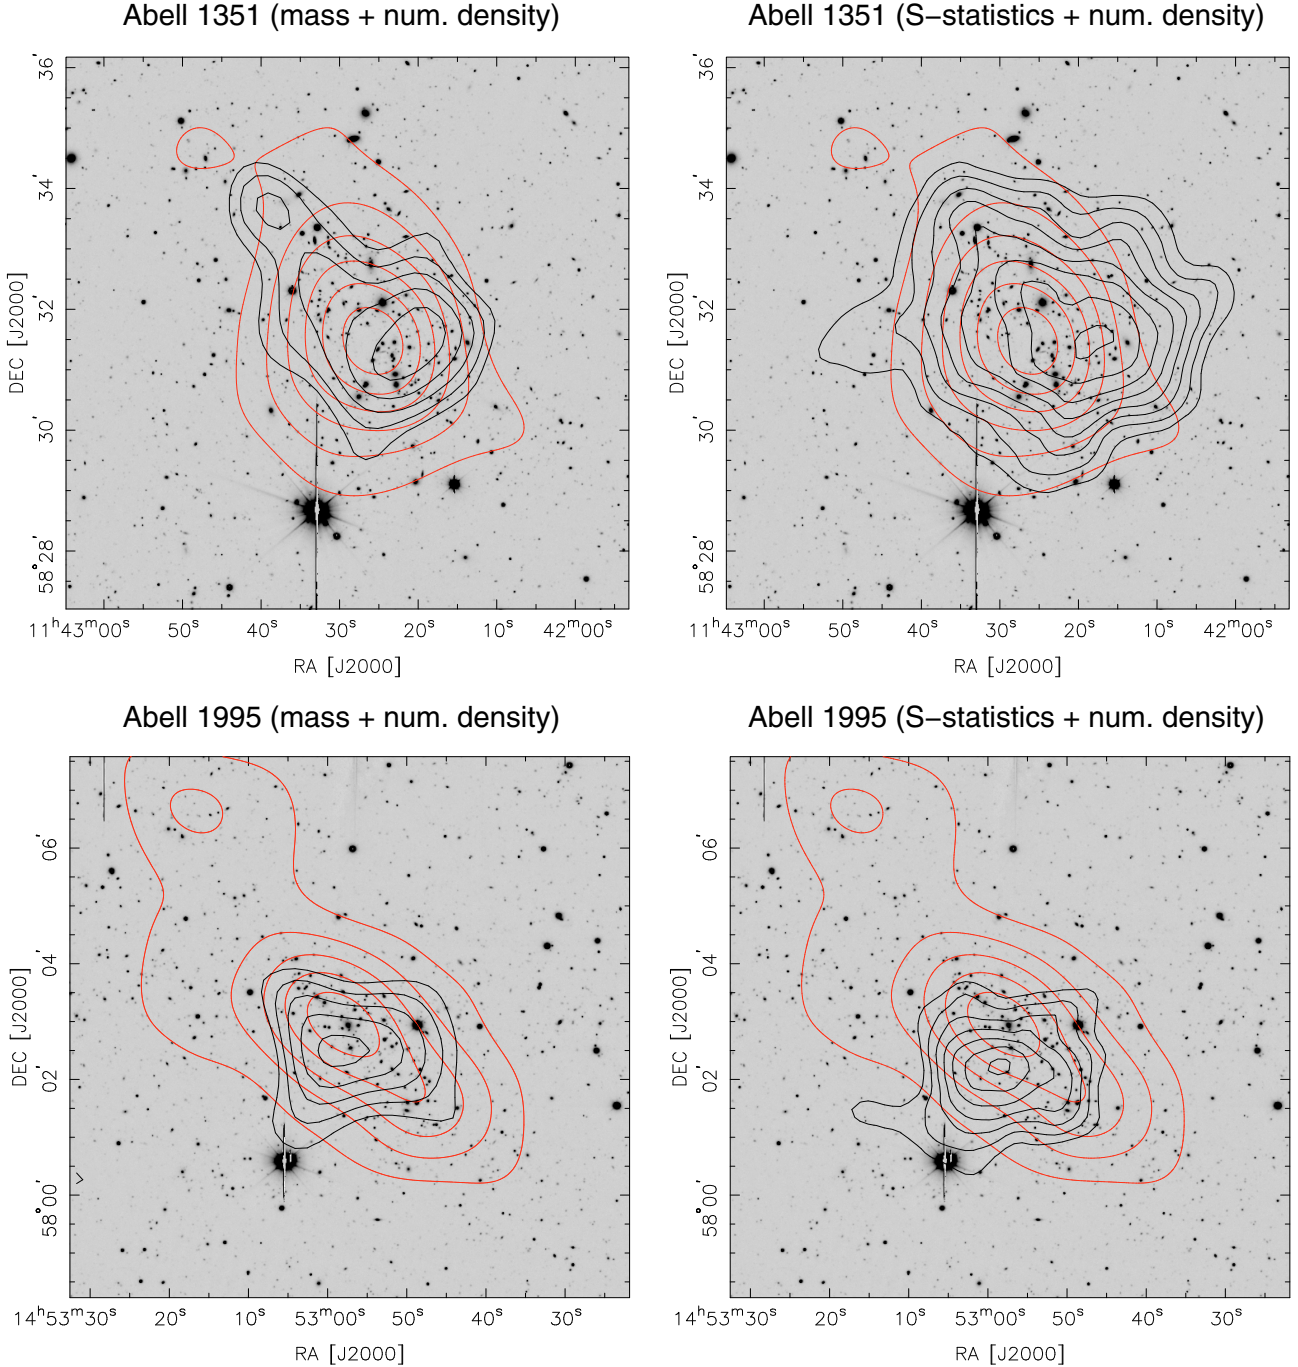 Abell 1351 (mass + num. density)
Abell 1351 (S−statistics + num. density)
36'
34'
32'
30'
58°28'
DEC [J2000]
11ʰ43ᵐ00ˢ 50ˢ 40ˢ 30ˢ 20ˢ 10ˢ 42ᵐ00ˢ
RA [J2000]
36'
34'
32'
30'
58°28'
DEC [J2000]
11ʰ43ᵐ00ˢ 50ˢ 40ˢ 30ˢ 20ˢ 10ˢ 42ᵐ00ˢ
RA [J2000]
Abell 1995 (mass + num. density)
Abell 1995 (S−statistics + num. density)
06'
04'
02'
58°00'
DEC [J2000]
14ʰ53ᵐ30ˢ 20ˢ 10ˢ 53ᵐ00ˢ 50ˢ 40ˢ 30ˢ
RA [J2000]
06'
04'
02'
58°00'
DEC [J2000]
14ʰ53ᵐ30ˢ 20ˢ 10ˢ 53ᵐ00ˢ 50ˢ 40ˢ 30ˢ
RA [J2000]